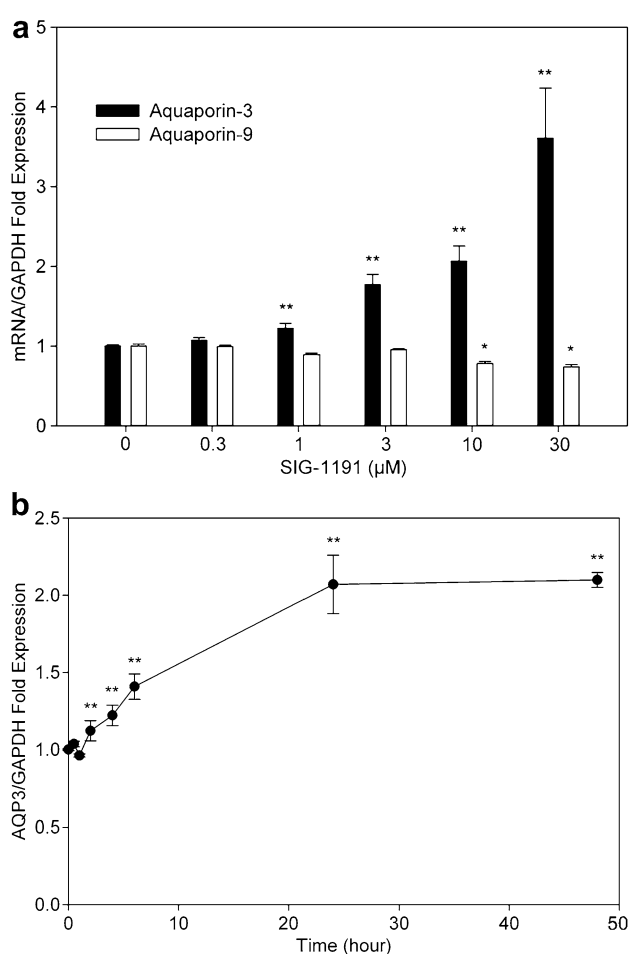 a
5
4
3
2
1
0
mRNA/GAPDH Fold Expression
Aquaporin-3
Aquaporin-9
**
**
**
**
*
*
0 0.3 1 3 10 30
SIG-1191 (µM)
b
2.5
2.0
1.5
1.0
0.5
0.0
AQP3/GAPDH Fold Expression
**
**
**
**
**
0 10 20 30 40 50
Time (hour)